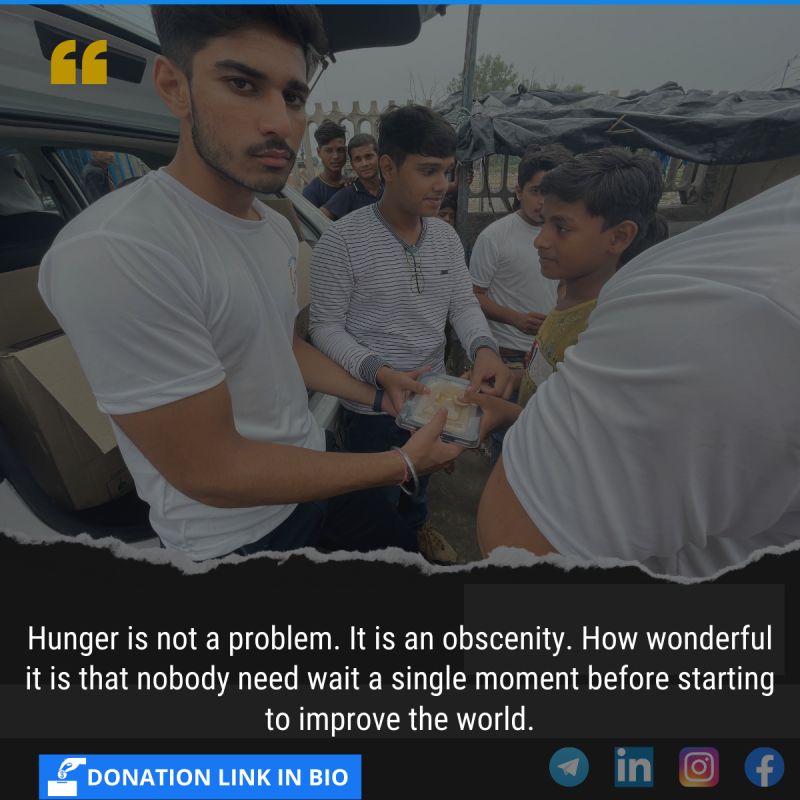 Hunger is not a problem. It is an obscenity. How wonderful
it is that nobody need wait a single moment before starting
to improve the world.
DONATION LINK IN BIO
in
f